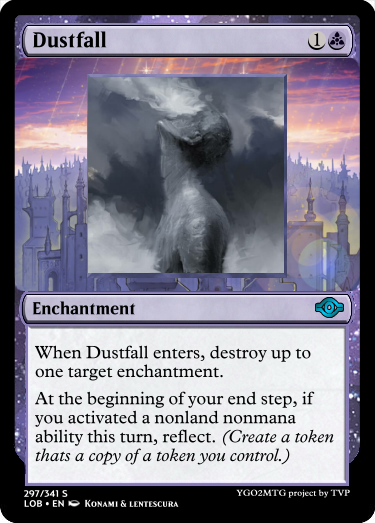 Dustfall 1
Enchantment
When Dustfall enters, destroy up to
one target enchantment.
At the beginning of your end step, if
you activated a nonland nonmana
ability this turn, reflect. (Create a token
thats a copy of a token you control.)
297/341 S
YGO2MTG project by TVP
LOB • EN Konami & lentescura